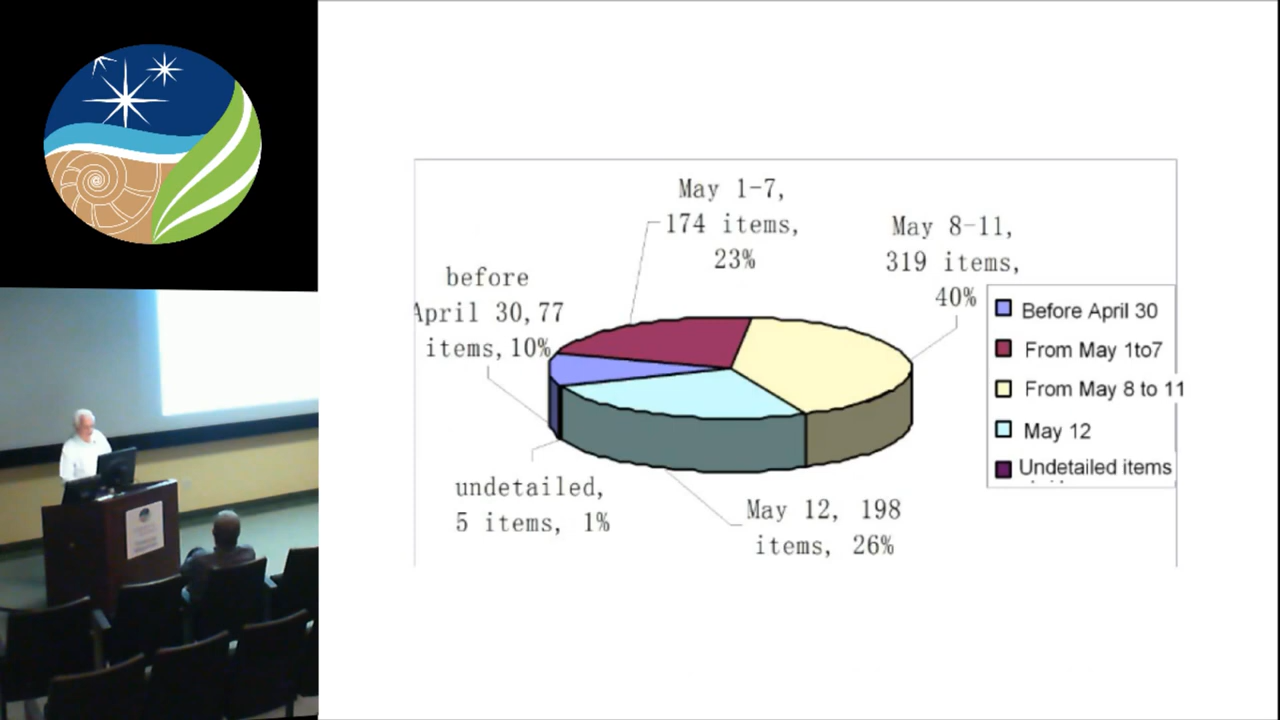 May 1-7,
174 items,
23%
May 8-11,
319 items,
40%
before
April 30,77
items,10%
Before April 30
From May 1to7
From May 8 to 11
May 12
Undetailed items
undetailed,
5 items, 1%
May 12, 198
items, 26%